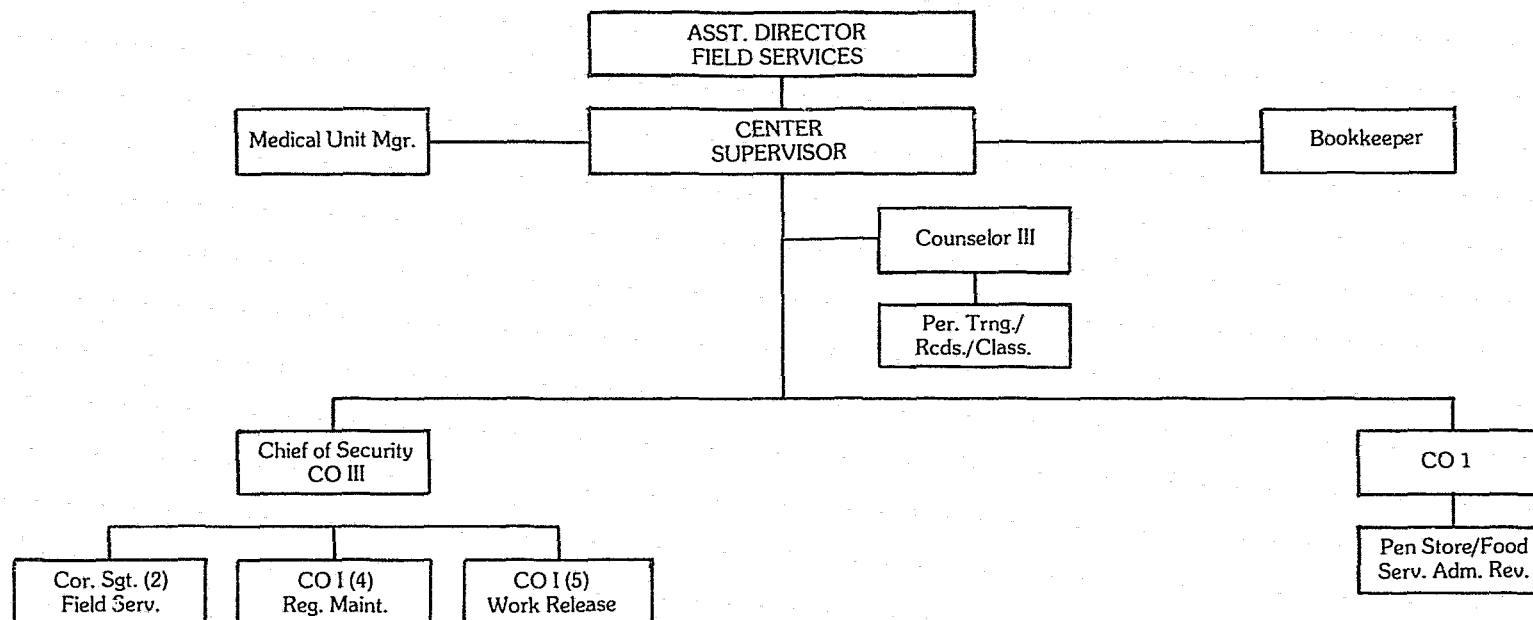 ASST. DIRECTOR
FIELD SERVICES
Medical Unit Mgr.
CENTER
SUPERVISOR
Bookkeeper
Counselor III
Per. Trng./
Rcds./Class.
Chief of Security
CO III
CO 1
Cor. Sgt. (2)
Field Serv.
CO I (4)
Reg. Maint.
CO I (5)
Work Release
Pen Store/Food
Serv. Adm. Rev.